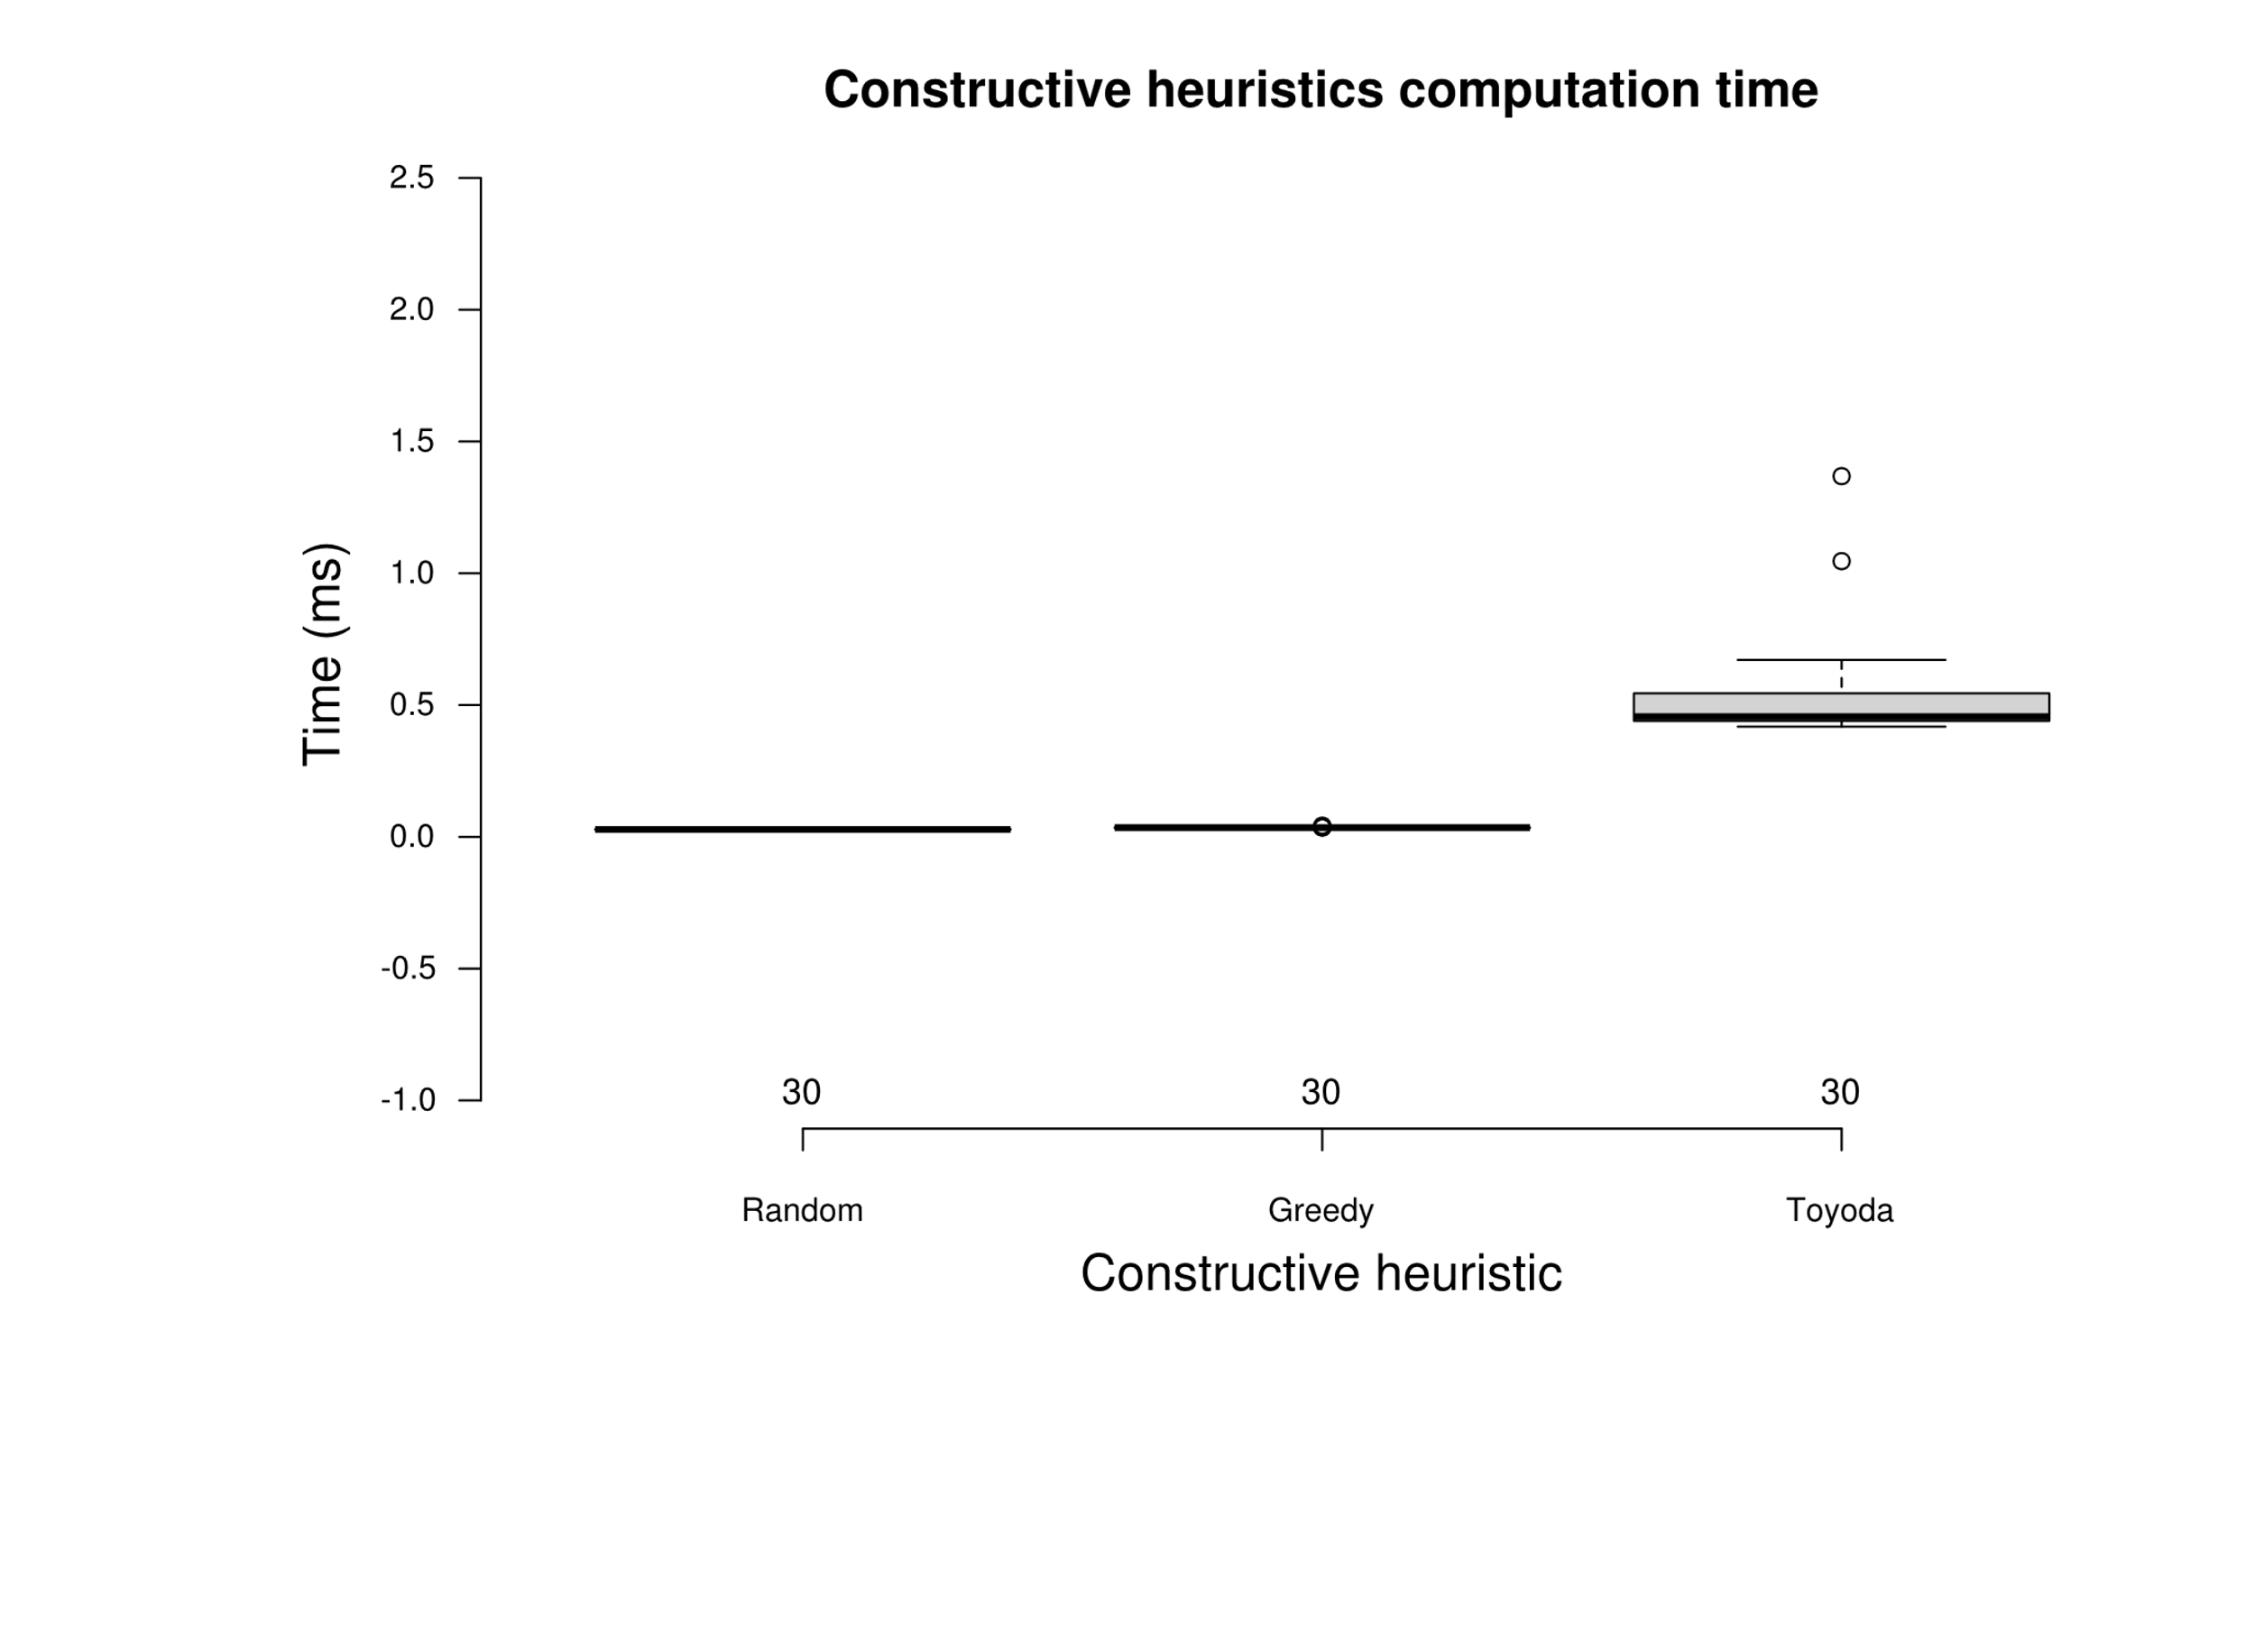 Constructive heuristics computation time
2.5
2.0
1.5
1.0
0.5
0.0
-0.5
-1.0
Time (ms)
30 30 30
Random Greedy Toyoda
Constructive heuristic